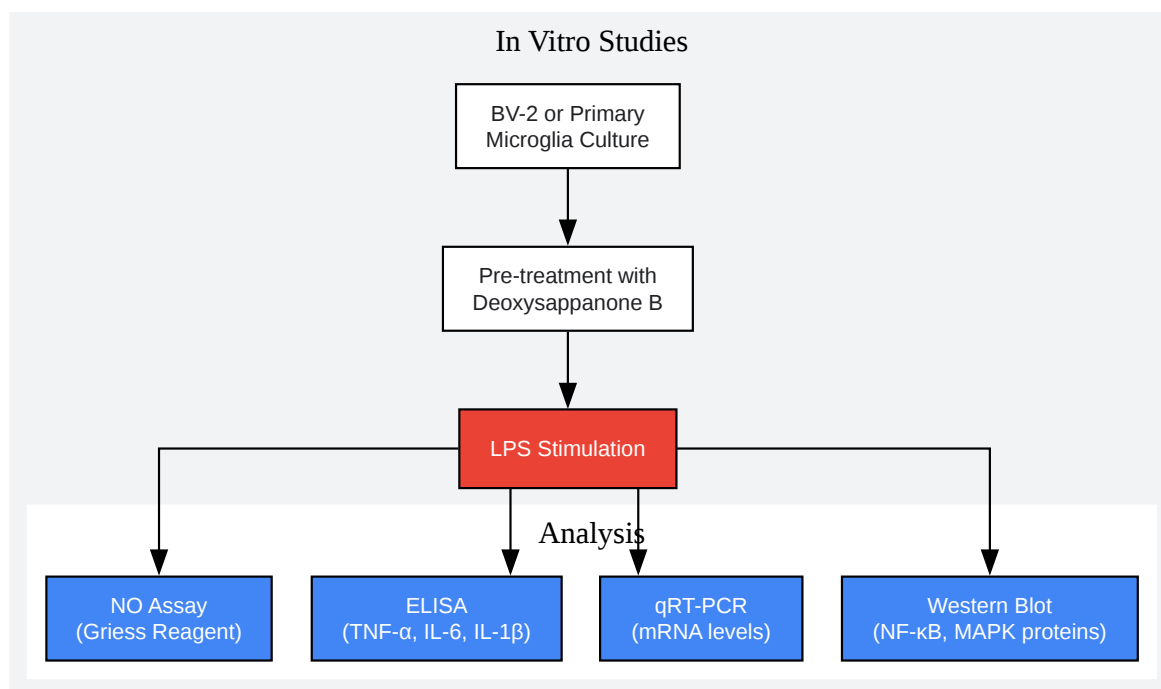 In Vitro Studies
BV-2 or Primary
Microglia Culture
Pre-treatment with
Deoxysappanone B
LPS Stimulation
Analysis
NO Assay
(Griess Reagent)
ELISA
(TNF-α, IL-6, IL-1β)
qRT-PCR
(mRNA levels)
Western Blot
(NF-κB, MAPK proteins)